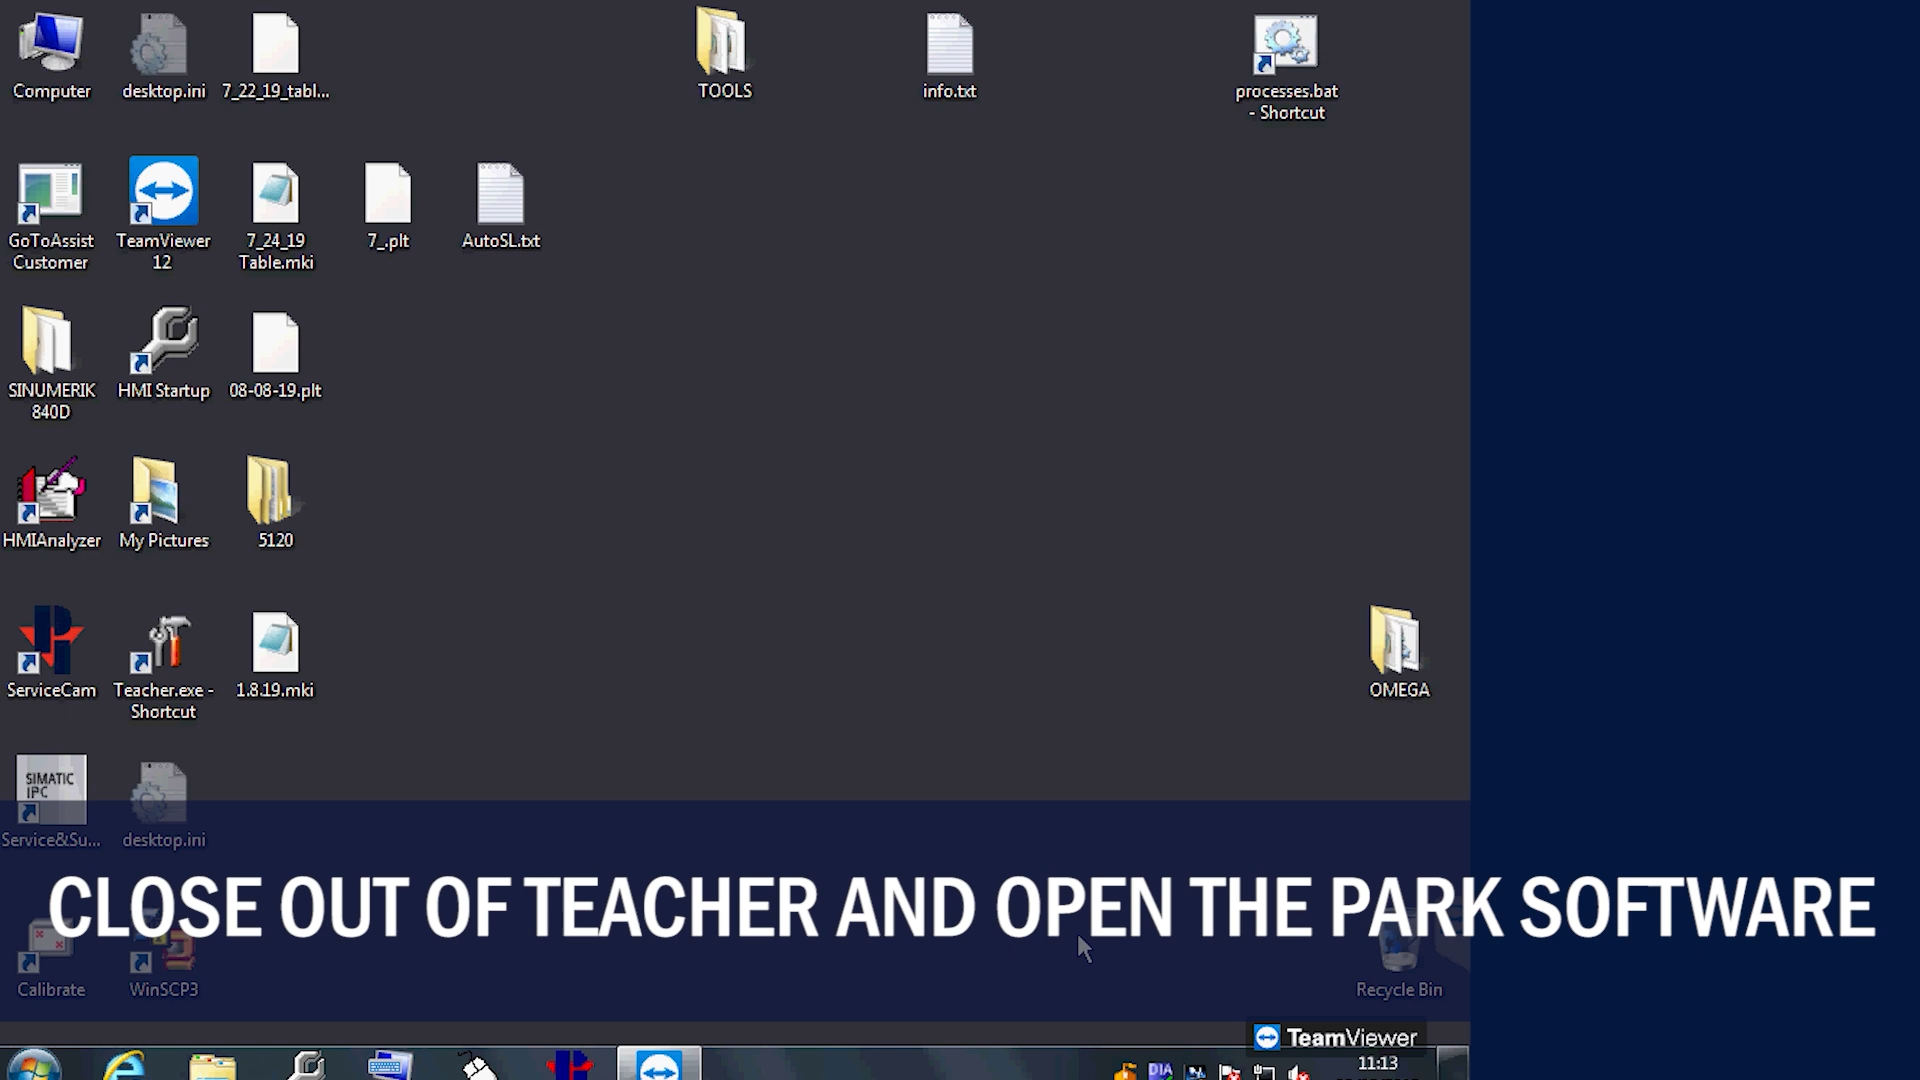 Computer
desktop.ini
7_22_19_tabl...
TOOLS
info.txt
processes.bat
- Shortcut
GoToAssist
Customer
TeamViewer
12
7_24_19
Table.mki
7_.plt
AutoSL.txt
SINUMERIK
840D
HMI Startup
08-08-19.plt
HMIAnalyzer
My Pictures
5120
ServiceCam
Teacher.exe -
Shortcut
1.8.19.mki
OMEGA
SIMATIC
IPC
Service&Su...
desktop.ini
CLOSE OUT OF TEACHER AND OPEN THE PARK SOFTWARE
Calibrate
WinSCP3
Recycle Bin
TeamViewer
DIA
11:13